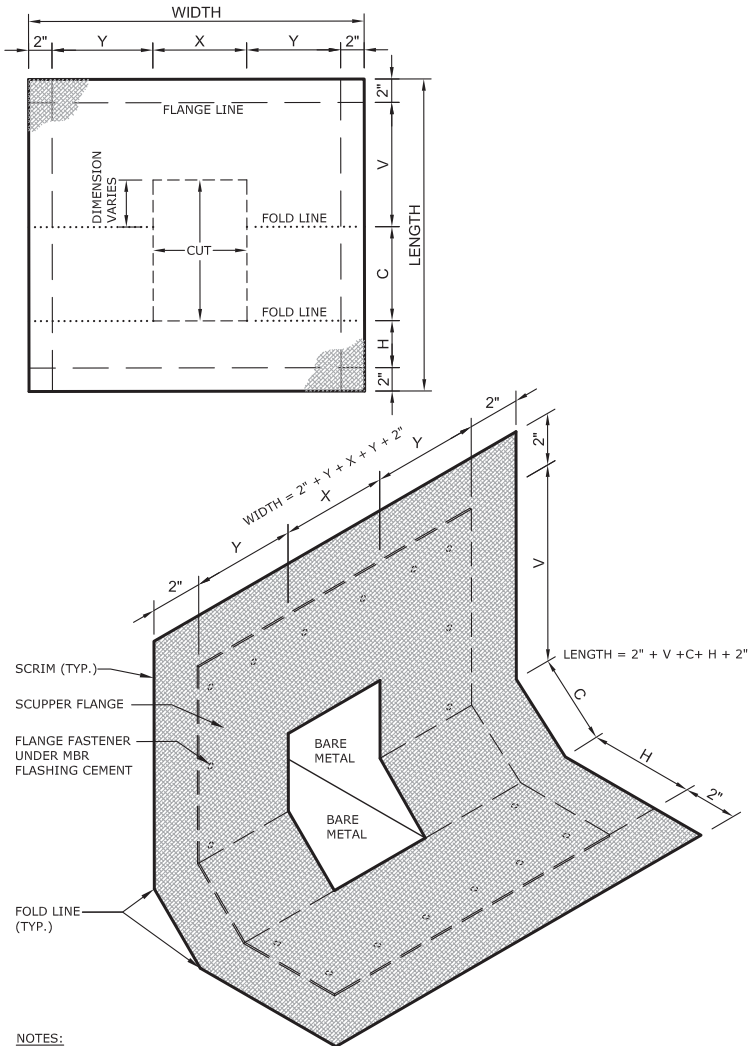 WIDTH
2" Y X Y 2"
FLANGE LINE
2"
V
DIMENSION
VARIES
FOLD LINE
CUT
LENGTH
C
FOLD LINE
H
2"
2"
Y
2"
WIDTH = 2" + Y + X + Y + 2"
X
Y
2"
V
LENGTH = 2" + V +C+ H + 2"
C
H
2"
SCRIM (TYP.)
SCUPPER FLANGE
FLANGE FASTENER
UNDER MBR
FLASHING CEMENT
BARE
METAL
BARE
METAL
FOLD LINE
(TYP.)
NOTES: